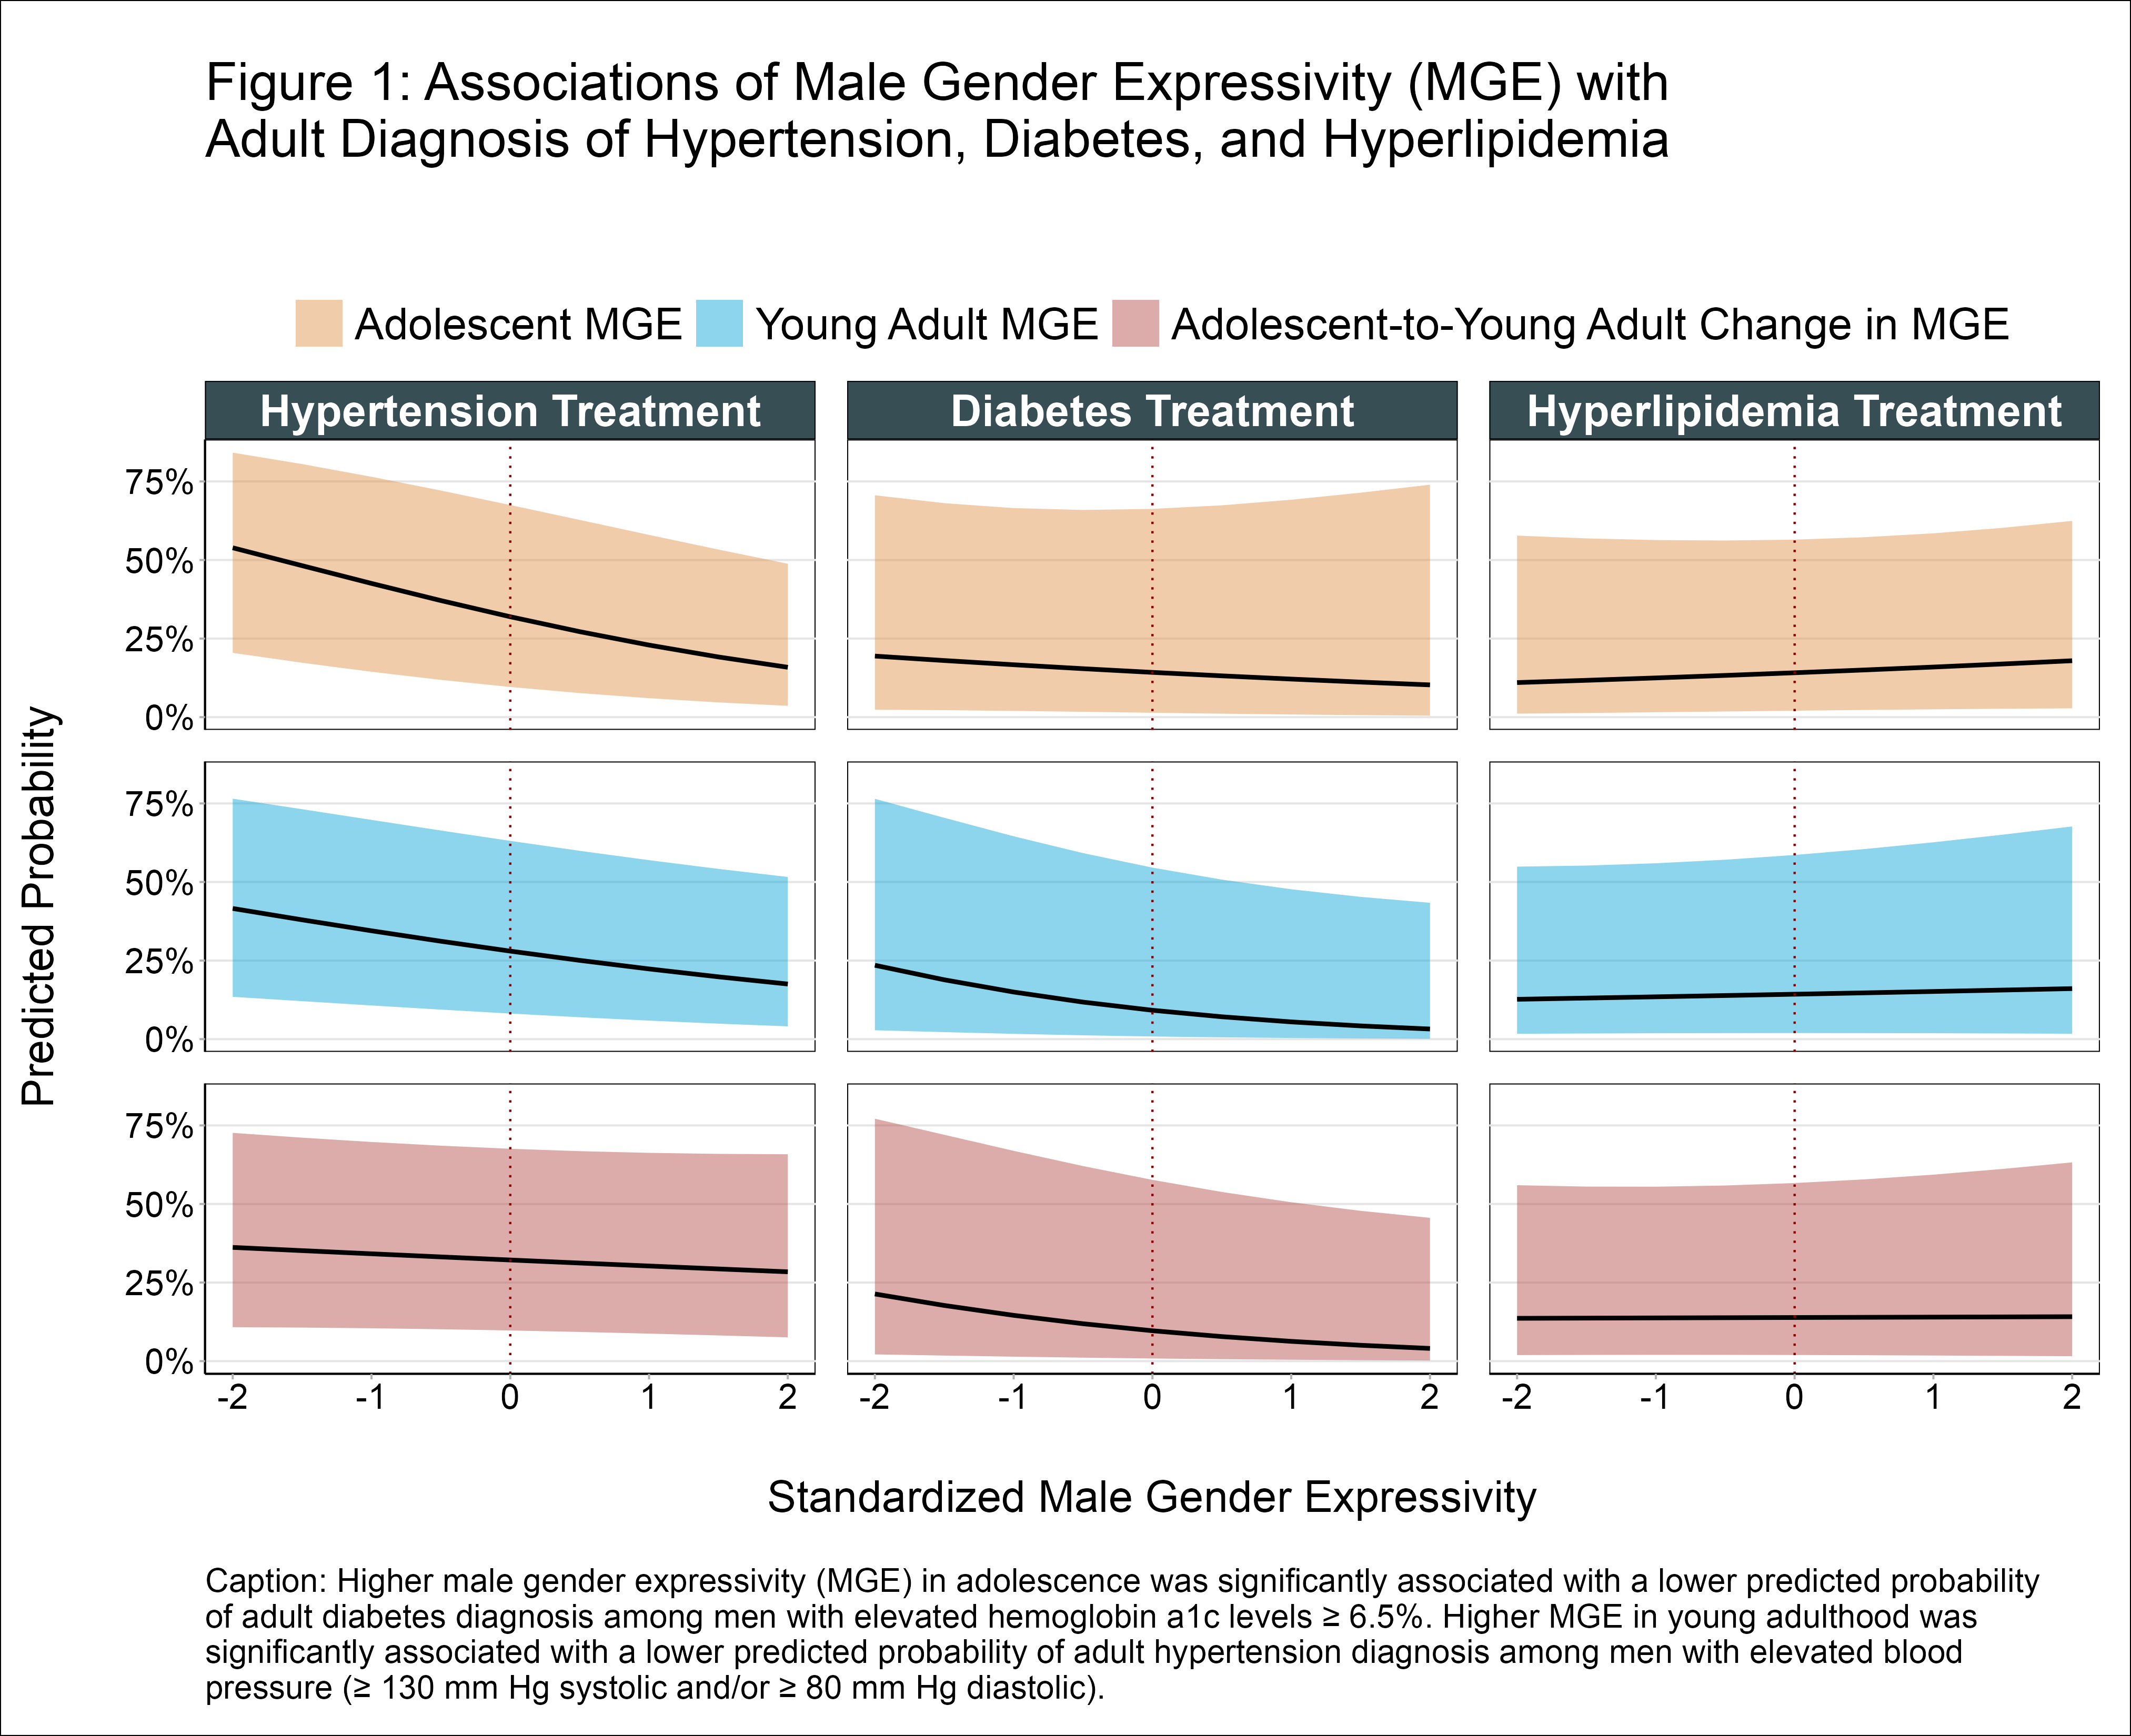 Figure 1: Associations of Male Gender Expressivity (MGE) with
Adult Diagnosis of Hypertension, Diabetes, and Hyperlipidemia
Adolescent MGE Young Adult MGE Adolescent-to-Young Adult Change in MGE
Hypertension Treatment Diabetes Treatment Hyperlipidemia Treatment
75%
50%
25%
0%
75%
50%
25%
0%
75%
50%
25%
0%
Predicted Probability
-2 -1 0 1 2 -2 -1 0 1 2 -2 -1 0 1 2
Standardized Male Gender Expressivity
Caption: Higher male gender expressivity (MGE) in adolescence was significantly associated with a lower predicted probability
of adult diabetes diagnosis among men with elevated hemoglobin a1c levels ≥ 6.5%. Higher MGE in young adulthood was
significantly associated with a lower predicted probability of adult hypertension diagnosis among men with elevated blood
pressure (≥ 130 mm Hg systolic and/or ≥ 80 mm Hg diastolic).